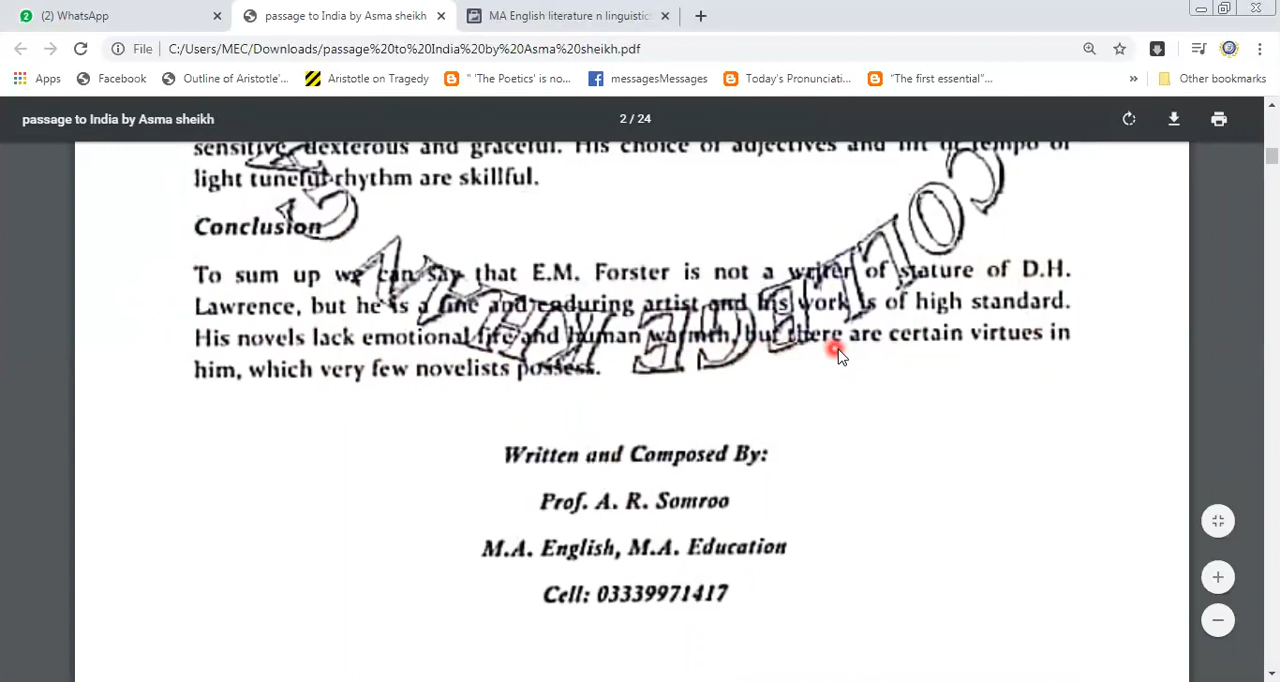 (2) WhatsApp
passage to India by Asma sheikh
MA English literature n linguistic
File C:/Users/MEC/Downloads/passage%20to%20India%20by%20Asma%20sheikh.pdf
Apps Facebook Outline of Aristotle'... Aristotle on Tragedy " 'The Poetics' is no... messagesMessages Today's Pronunciati... "The first essential"... » Other bookmarks
passage to India by Asma sheikh 2 / 24
sensitive, dexterous and graceful. His choice of adjectives and lilt or tempo of
light tuneful rhythm are skillful.
Conclusion
To sum up we can say that E.M. Forster is not a writer of stature of D.H.
Lawrence, but he is a fine and enduring artist and his work is of high standard.
His novels lack emotional fire and human warmth, but there are certain virtues in
him, which very few novelists possess.
COLLEGE
Written and Composed By:
Prof. A. R. Somroo
M.A. English, M.A. Education
Cell: 03339971417